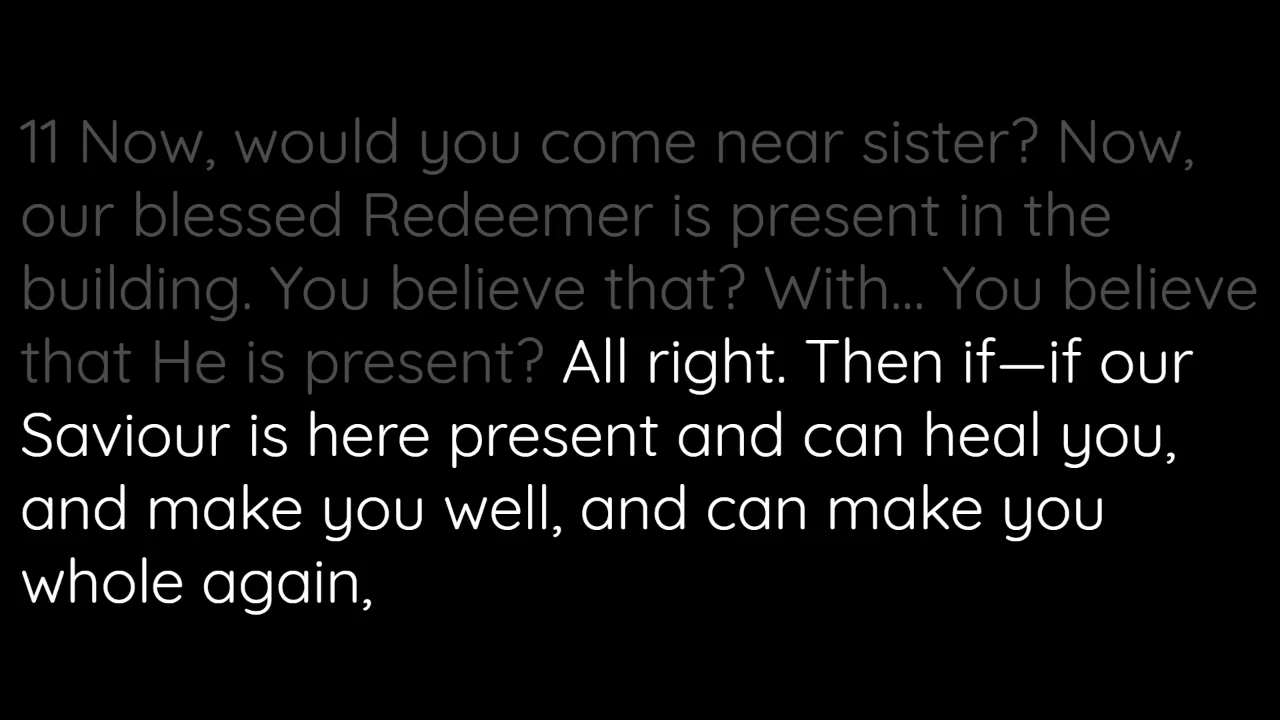 11 Now, would you come near sister? Now,
our blessed Redeemer is present in the
building. You believe that? With... You believe
that He is present? All right. Then if—if our
Saviour is here present and can heal you,
and make you well, and can make you
whole again,